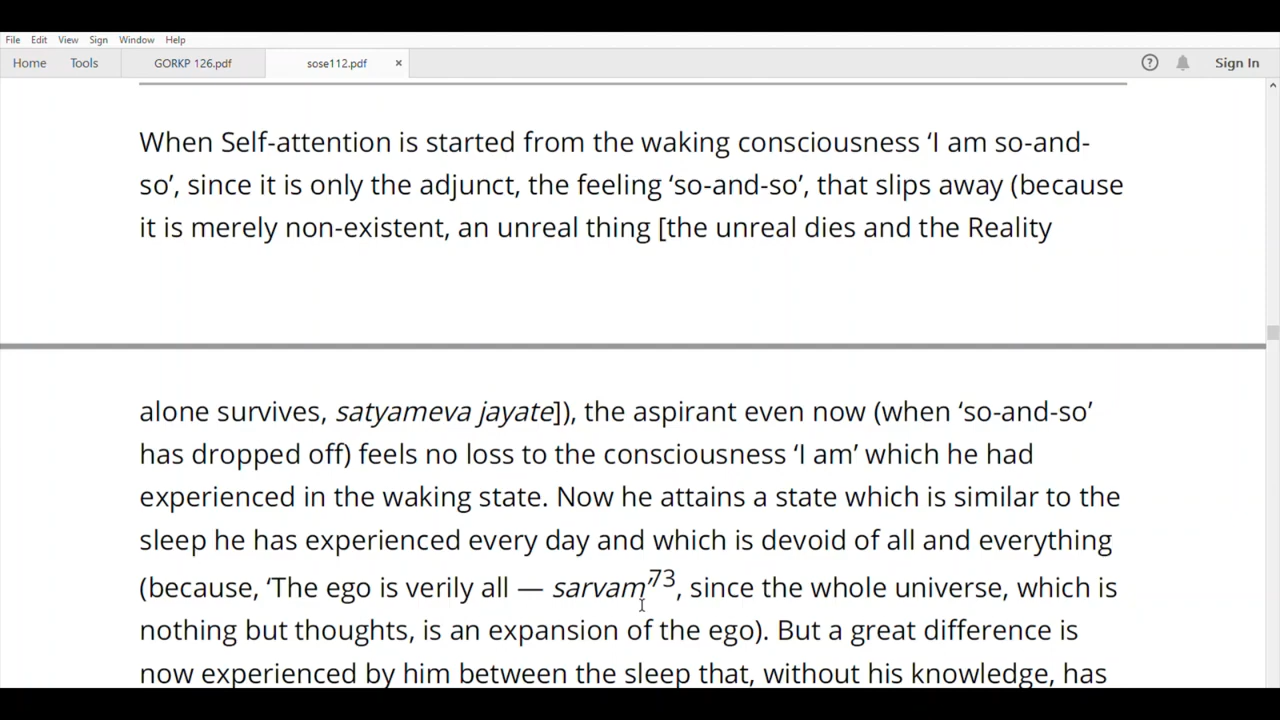 File Edit View Sign Window Help
Home Tools GORKP 126.pdf sose112.pdf × ? Sign In
When Self-attention is started from the waking consciousness ‘I am so-and-
so’, since it is only the adjunct, the feeling ‘so-and-so’, that slips away (because
it is merely non-existent, an unreal thing [the unreal dies and the Reality
alone survives, satyameva jayate]), the aspirant even now (when ‘so-and-so’
has dropped off) feels no loss to the consciousness ‘I am’ which he had
experienced in the waking state. Now he attains a state which is similar to the
sleep he has experienced every day and which is devoid of all and everything
(because, ‘The ego is verily all — sarvam’73, since the whole universe, which is
nothing but thoughts, is an expansion of the ego). But a great difference is
now experienced by him between the sleep that, without his knowledge, has